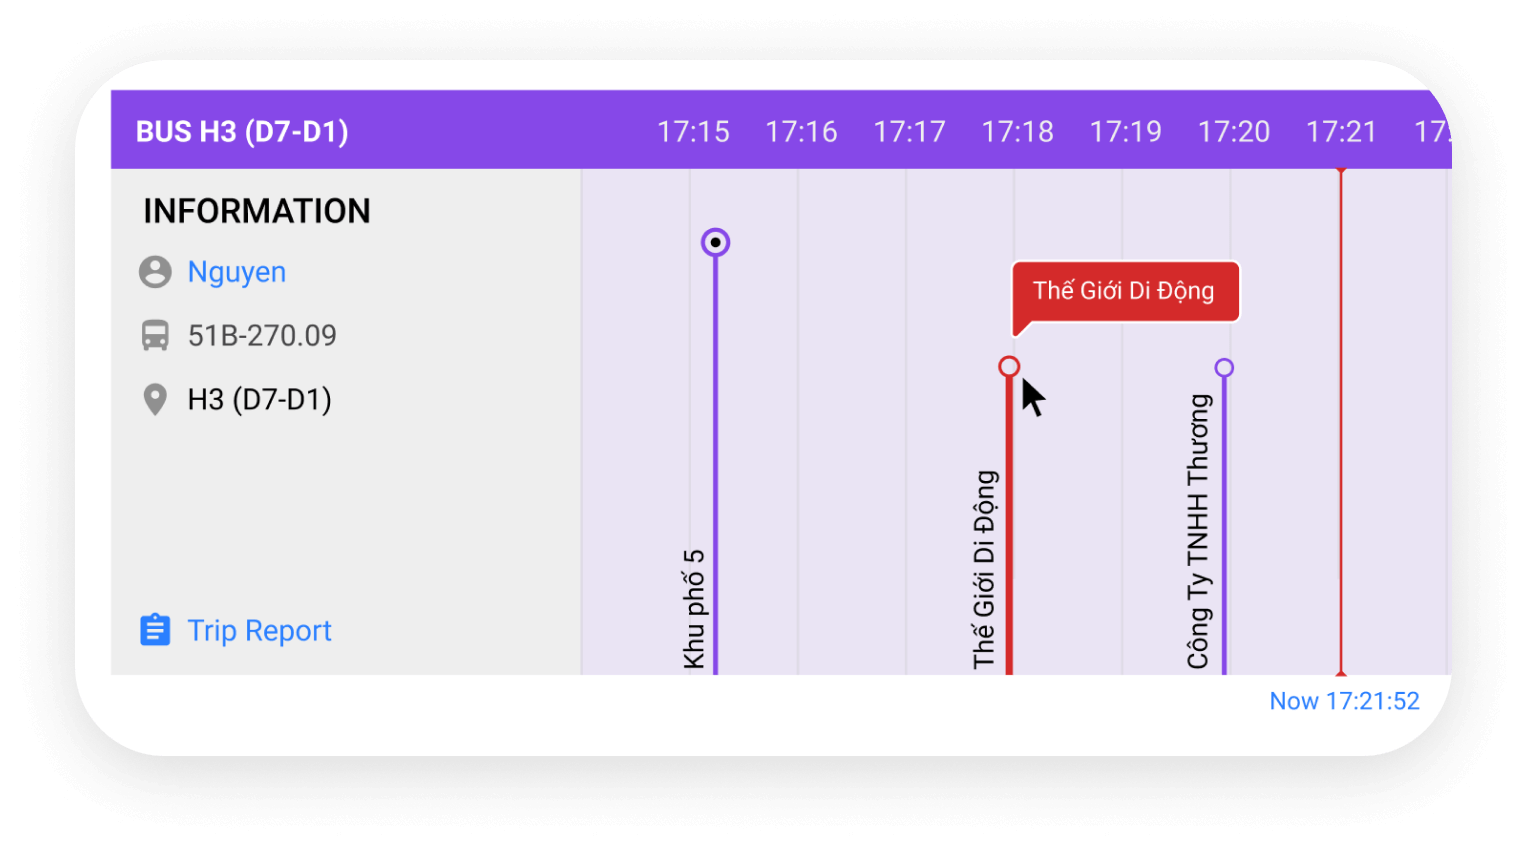 BUS H3 (D7-D1)
17:15 17:16 17:17 17:18 17:19 17:20 17:21 17:
INFORMATION
Nguyen
51B-270.09
H3 (D7-D1)
Trip Report
Khu phố 5
Thế Giới Di Động
Thế Giới Di Động
Công Ty TNHH Thương
Now 17:21:52